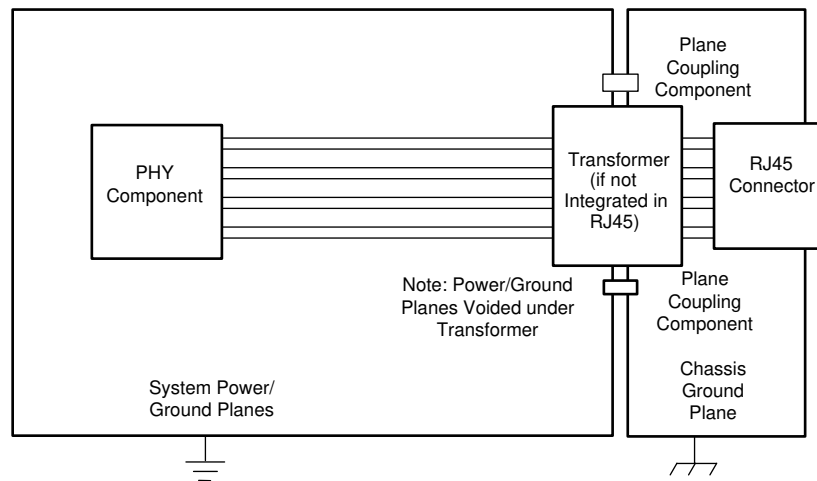 Plane
Coupling
Component
PHY
Component
Transformer
(if not
Integrated in
RJ45)
RJ45
Connector
Note: Power/Ground
Planes Voided under
Transformer
Plane
Coupling
Component
System Power/
Ground Planes
Chassis
Ground
Plane